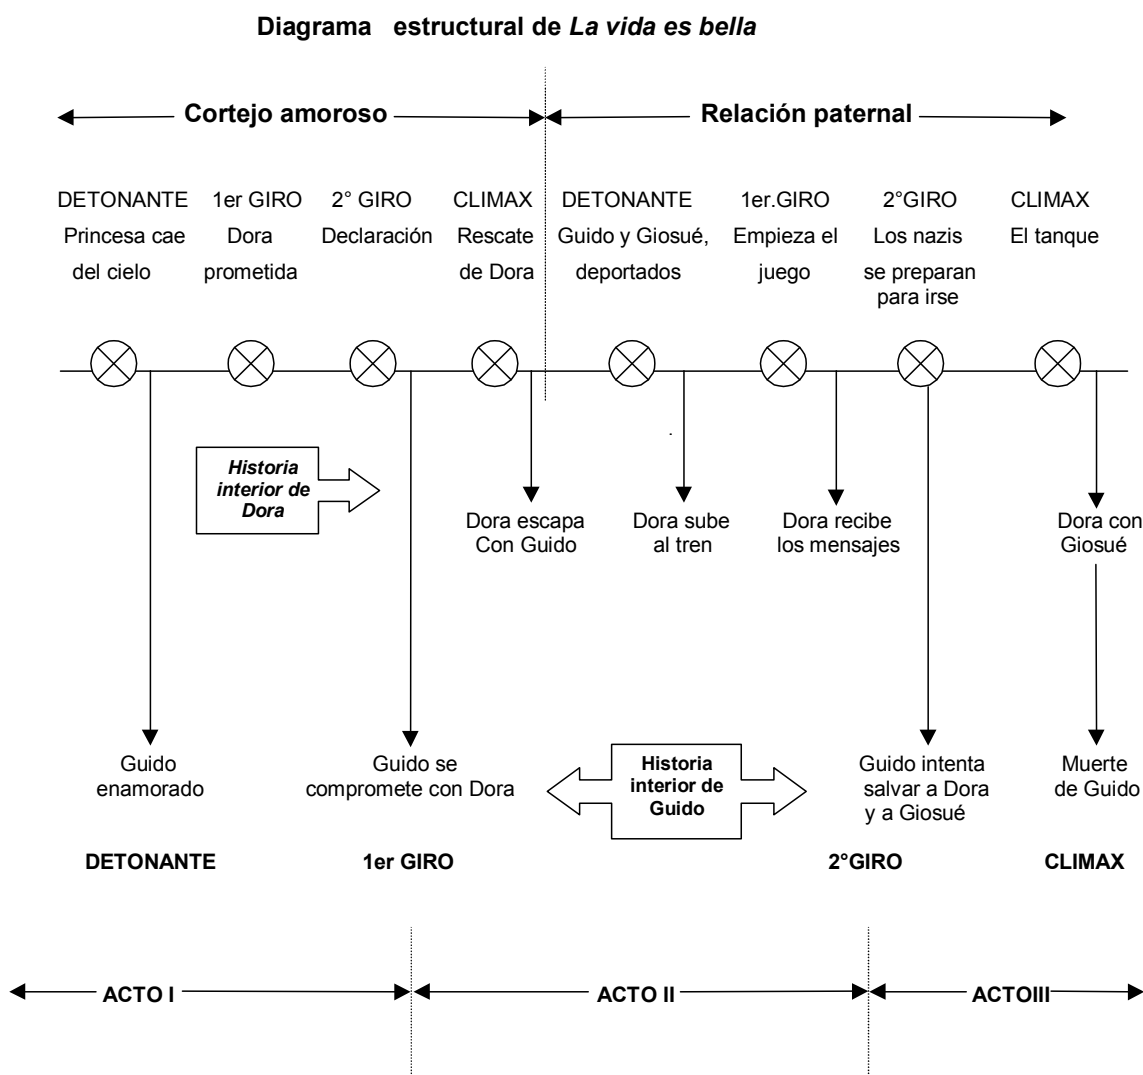 Diagrama estructural de La vida es bella
Cortejo amoroso
Relación paternal
DETONANTE
Princesa cae
del cielo
1er GIRO
Dora
prometida
2° GIRO
Declaración
CLIMAX
Rescate
de Dora
DETONANTE
Guido y Giosué,
deportados
1er.GIRO
Empieza el
juego
2°GIRO
Los nazis
se preparan
para irse
CLIMAX
El tanque
Historia
interior de
Dora
Dora escapa
Con Guido
Dora sube
al tren
Dora recibe
los mensajes
Dora con
Giosué
Guido
enamorado
Guido se
compromete con Dora
Historia
interior de
Guido
Guido intenta
salvar a Dora
y a Giosué
Muerte
de Guido
DETONANTE
1er GIRO
2°GIRO
CLIMAX
ACTO I
ACTO II
ACTOIII